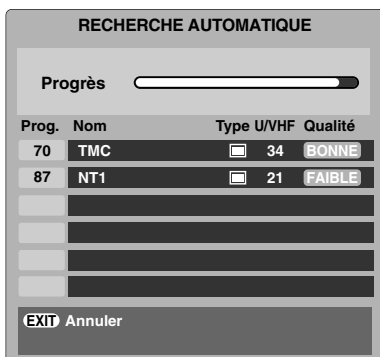 RECHERCHE AUTOMATIQUE
Progrès
Prog. Nom Type U/VHF Qualité
70 TMC 34 BONNE
87 NT1 21 FAIBLE
EXIT Annuler